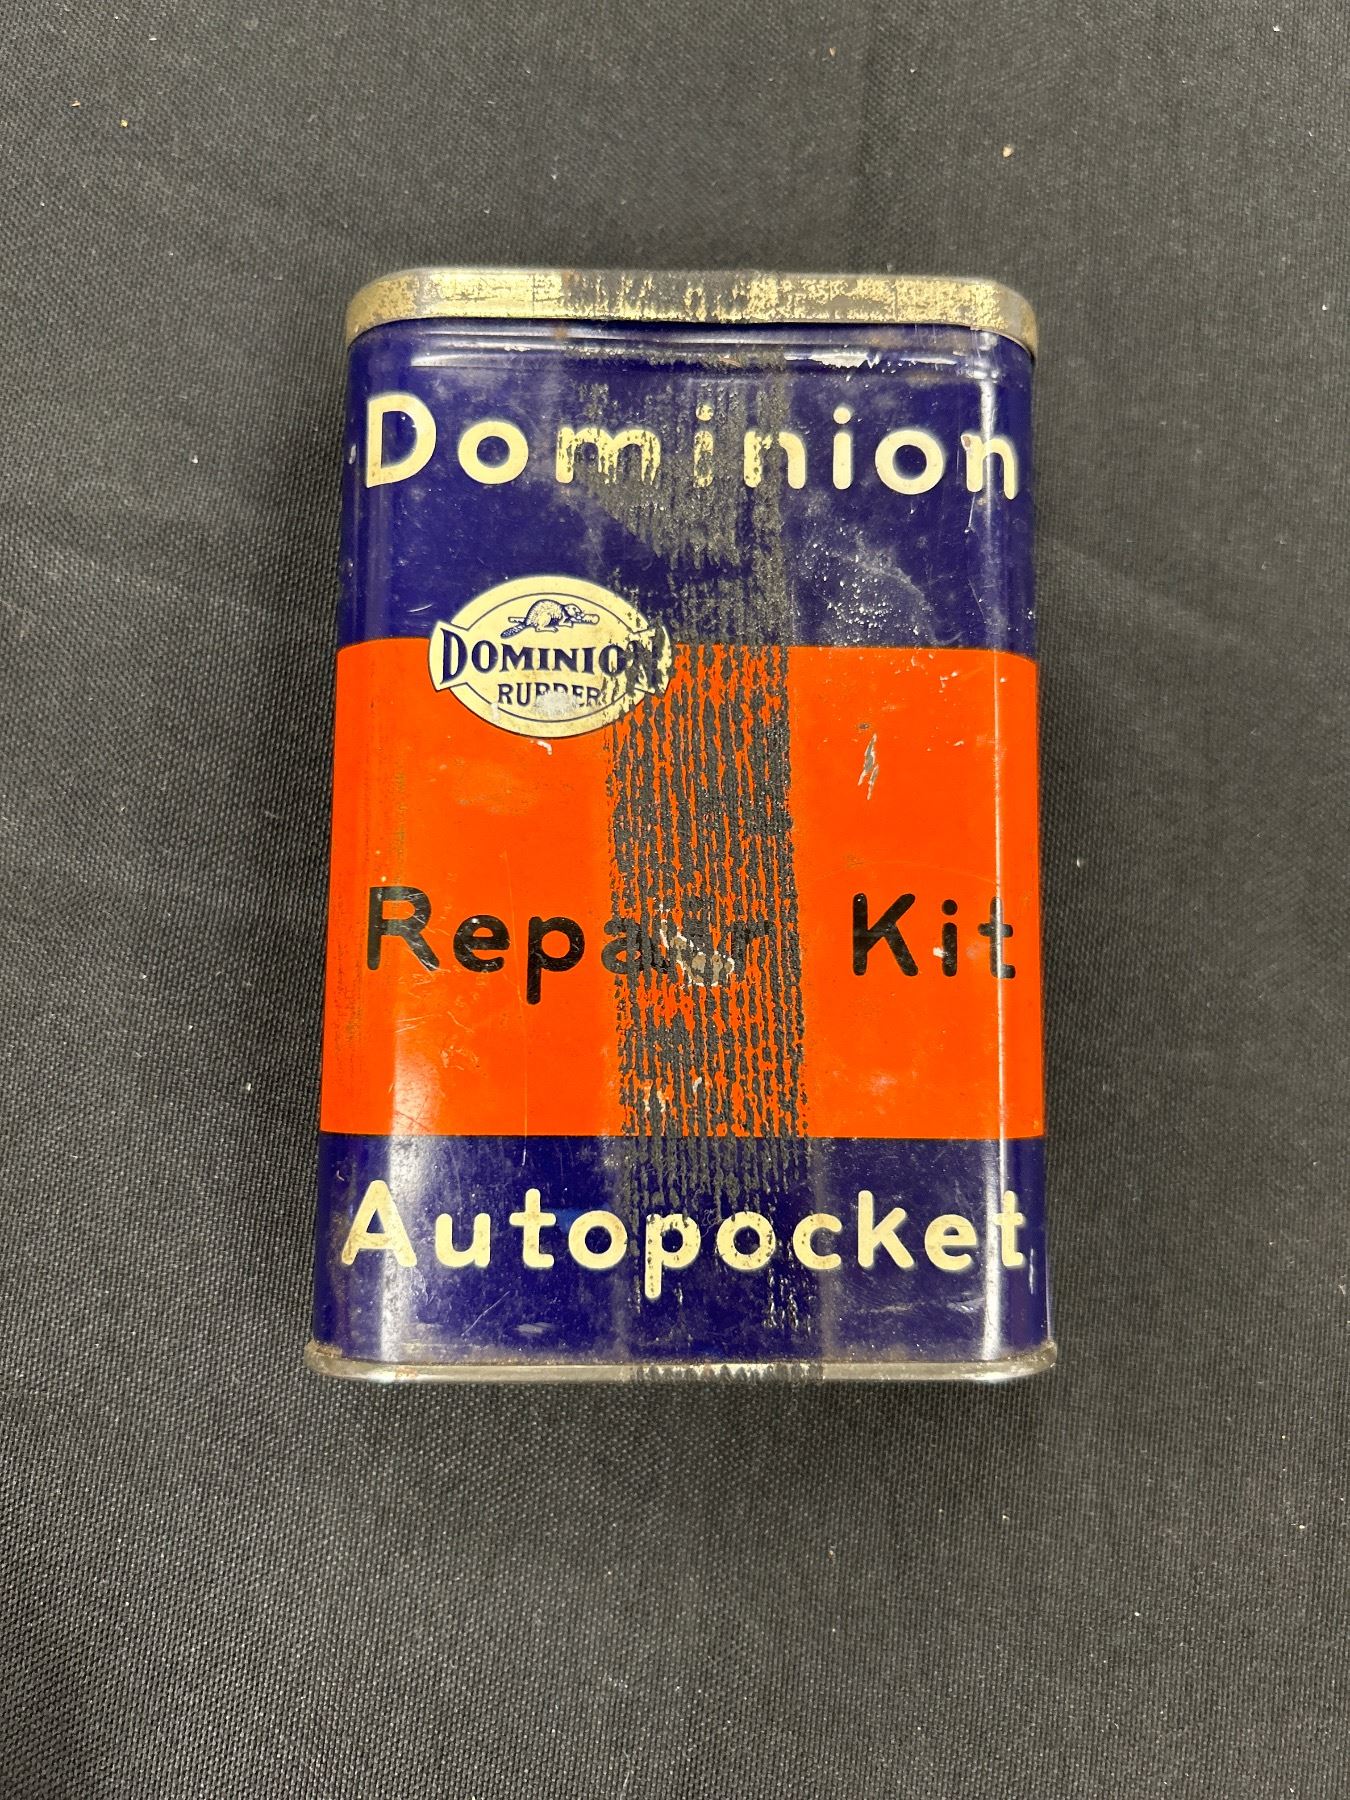 Dominion
DOMINION
RUBBER
Repair Kit
Autopocket